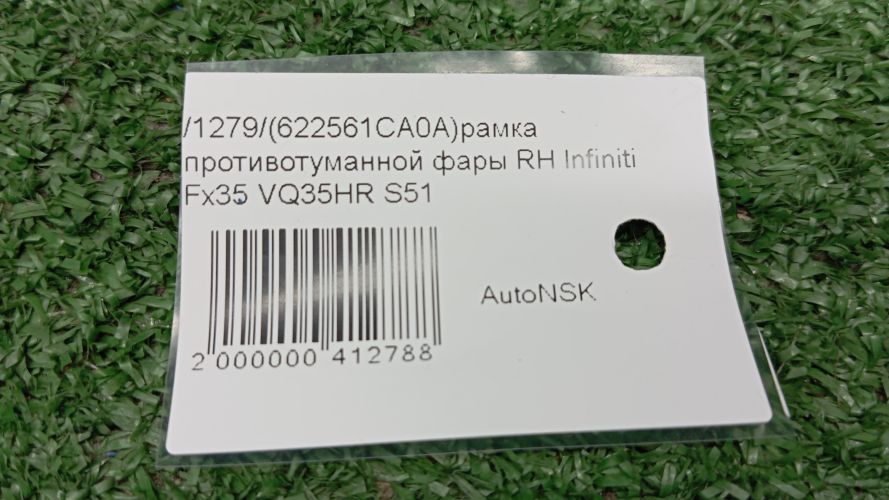 /1279/(622561CA0A)рамка
противотуманной фары RH Infiniti
Fx35 VQ35HR S51
AutoNSK
2 000000 412788